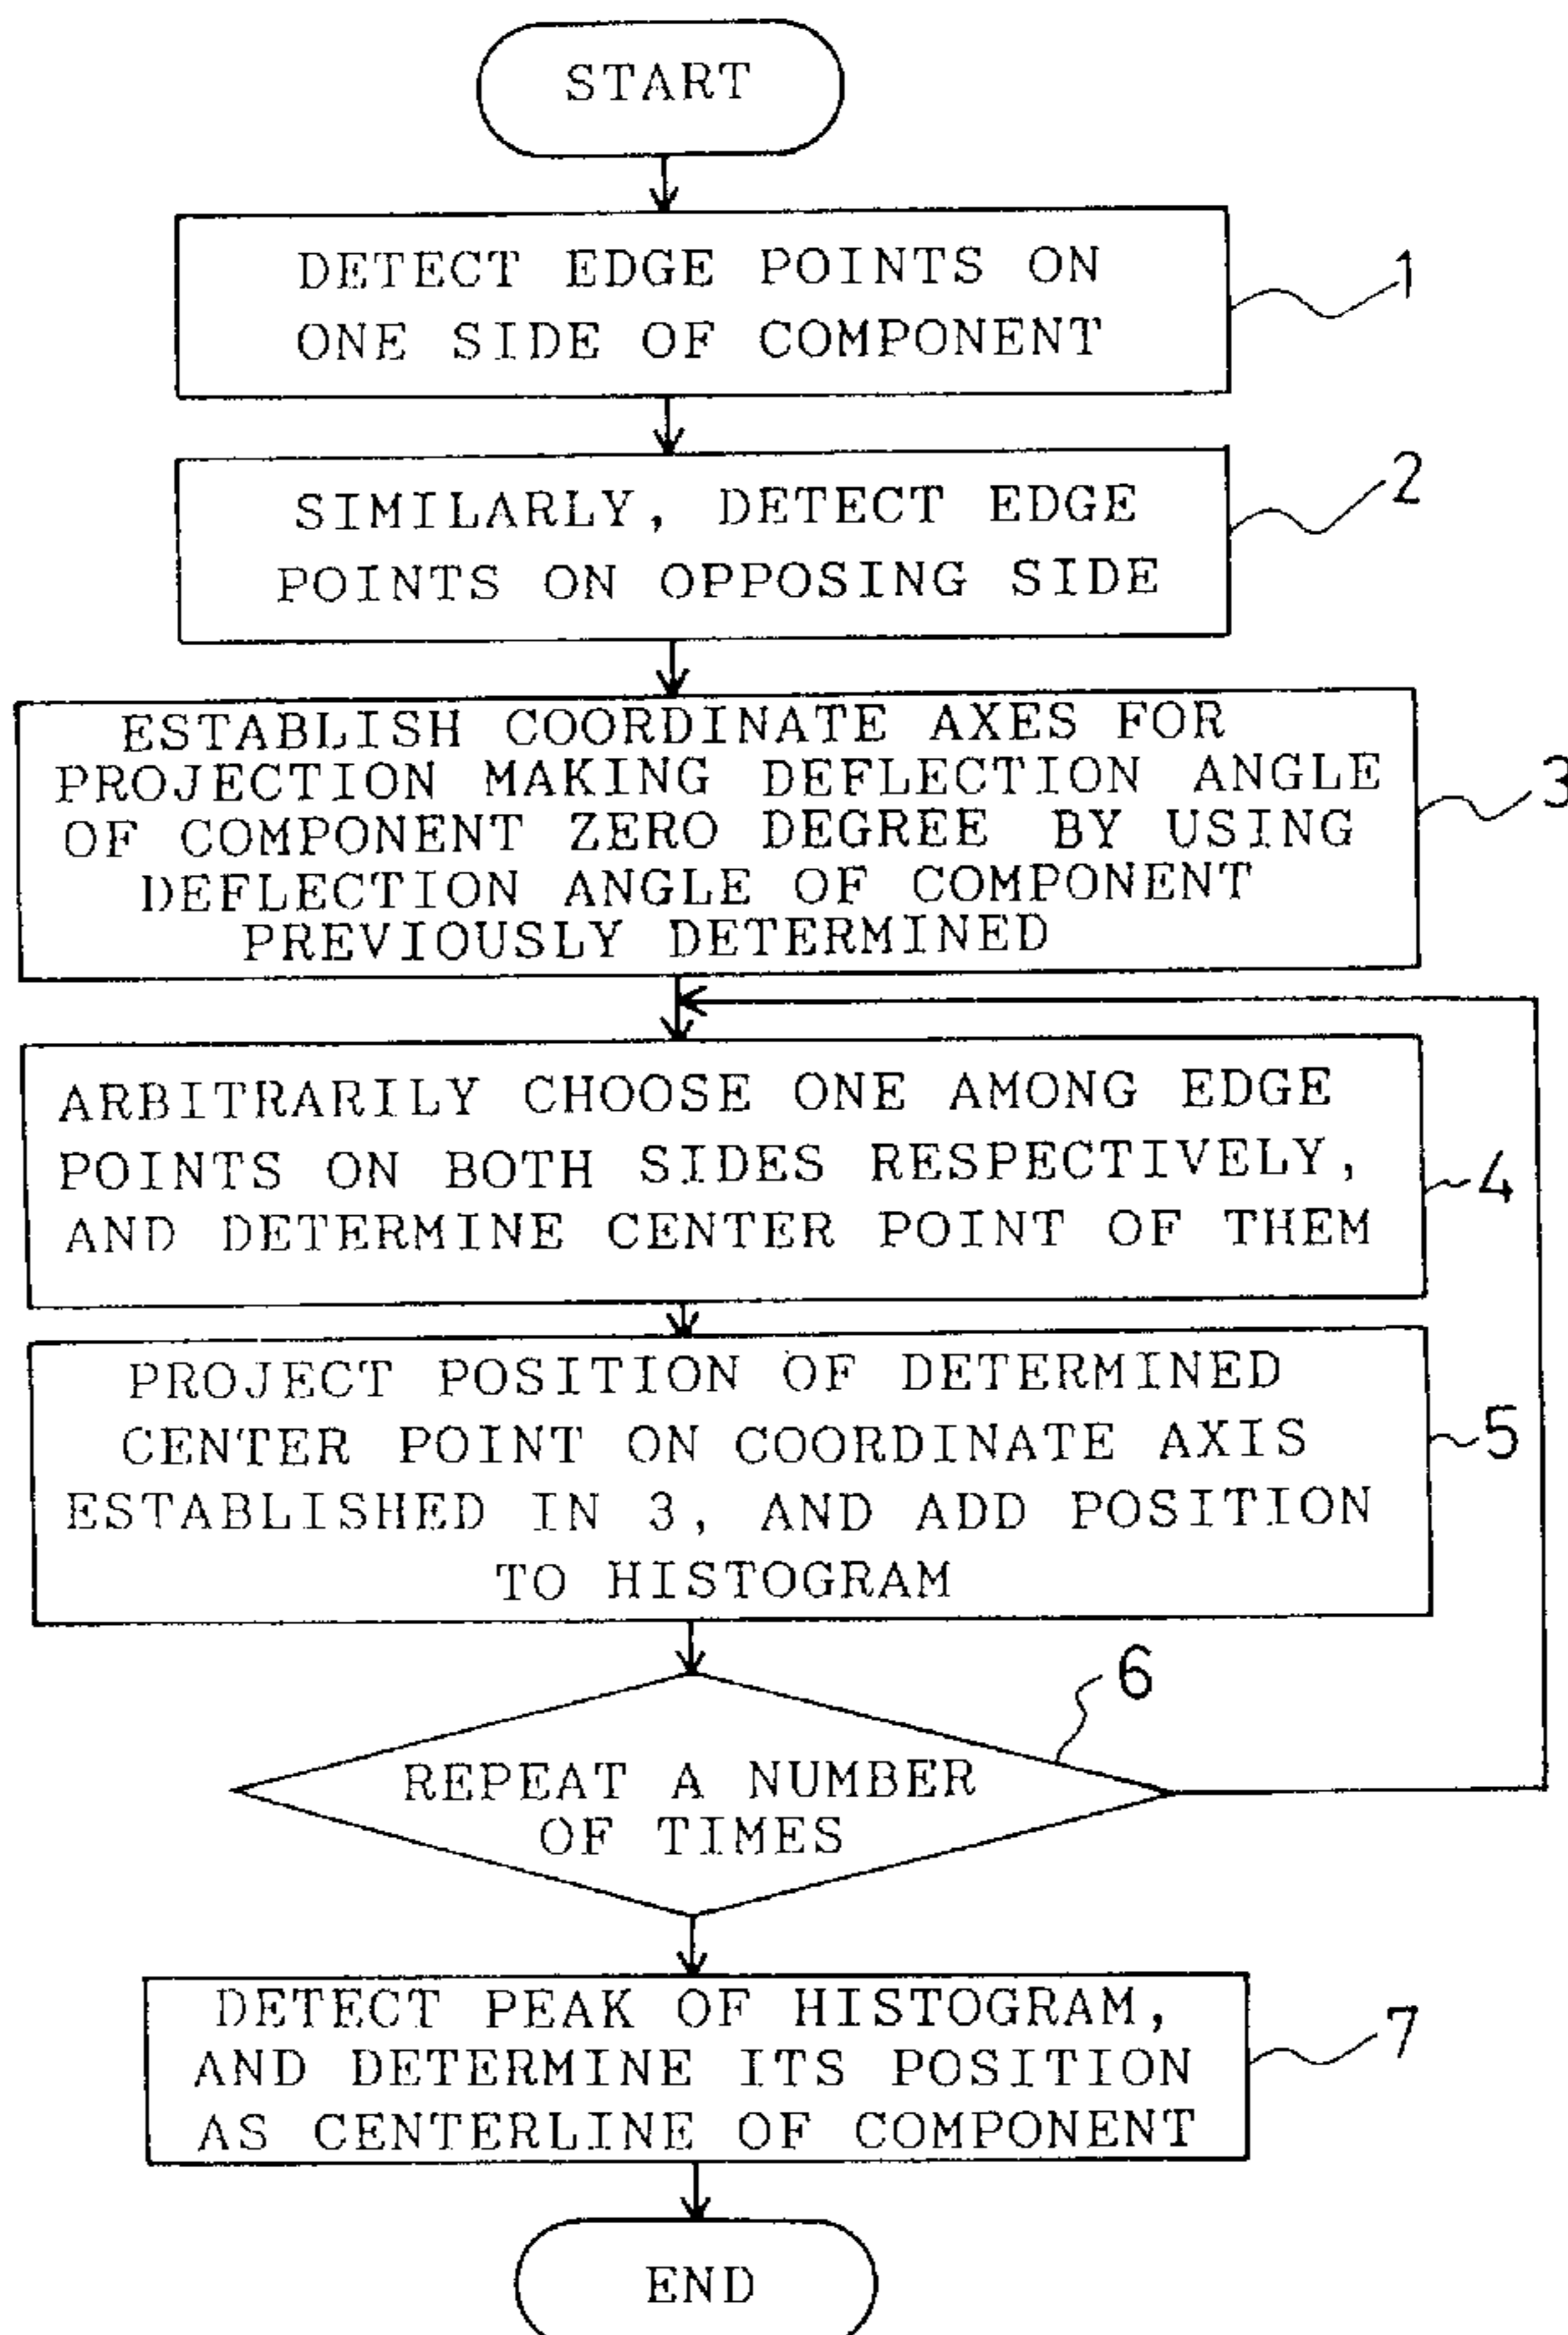 START
DETECT EDGE POINTS ON
ONE SIDE OF COMPONENT
1
SIMILARLY, DETECT EDGE
POINTS ON OPPOSING SIDE
2
ESTABLISH COORDINATE AXES FOR
PROJECTION MAKING DEFLECTION ANGLE
OF COMPONENT ZERO DEGREE BY USING
DEFLECTION ANGLE OF COMPONENT
PREVIOUSLY DETERMINED
3
ARBITRARILY CHOOSE ONE AMONG EDGE
POINTS ON BOTH SIDES RESPECTIVELY,
AND DETERMINE CENTER POINT OF THEM
4
PROJECT POSITION OF DETERMINED
CENTER POINT ON COORDINATE AXIS
ESTABLISHED IN 3, AND ADD POSITION
TO HISTOGRAM
5
6
REPEAT A NUMBER
OF TIMES
DETECT PEAK OF HISTOGRAM,
AND DETERMINE ITS POSITION
AS CENTERLINE OF COMPONENT
7
END